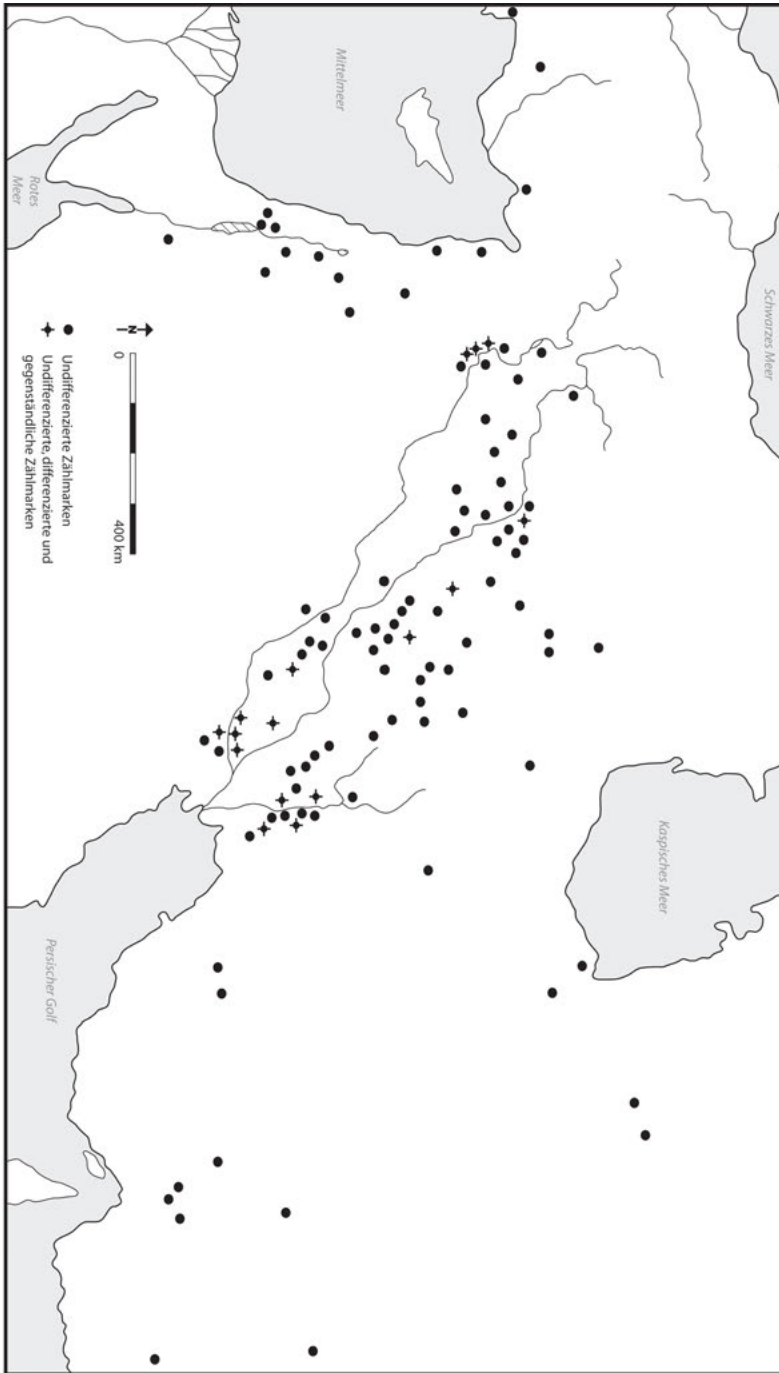 Mittelmeer
Schwarzes Meer
Rotes
Meer
Kaspisches Meer
Persischer Golf
N
0
400 km
Undifferenzierte Zählmarken
Undifferenzierte, differenzierte und
gegenständliche Zählmarken